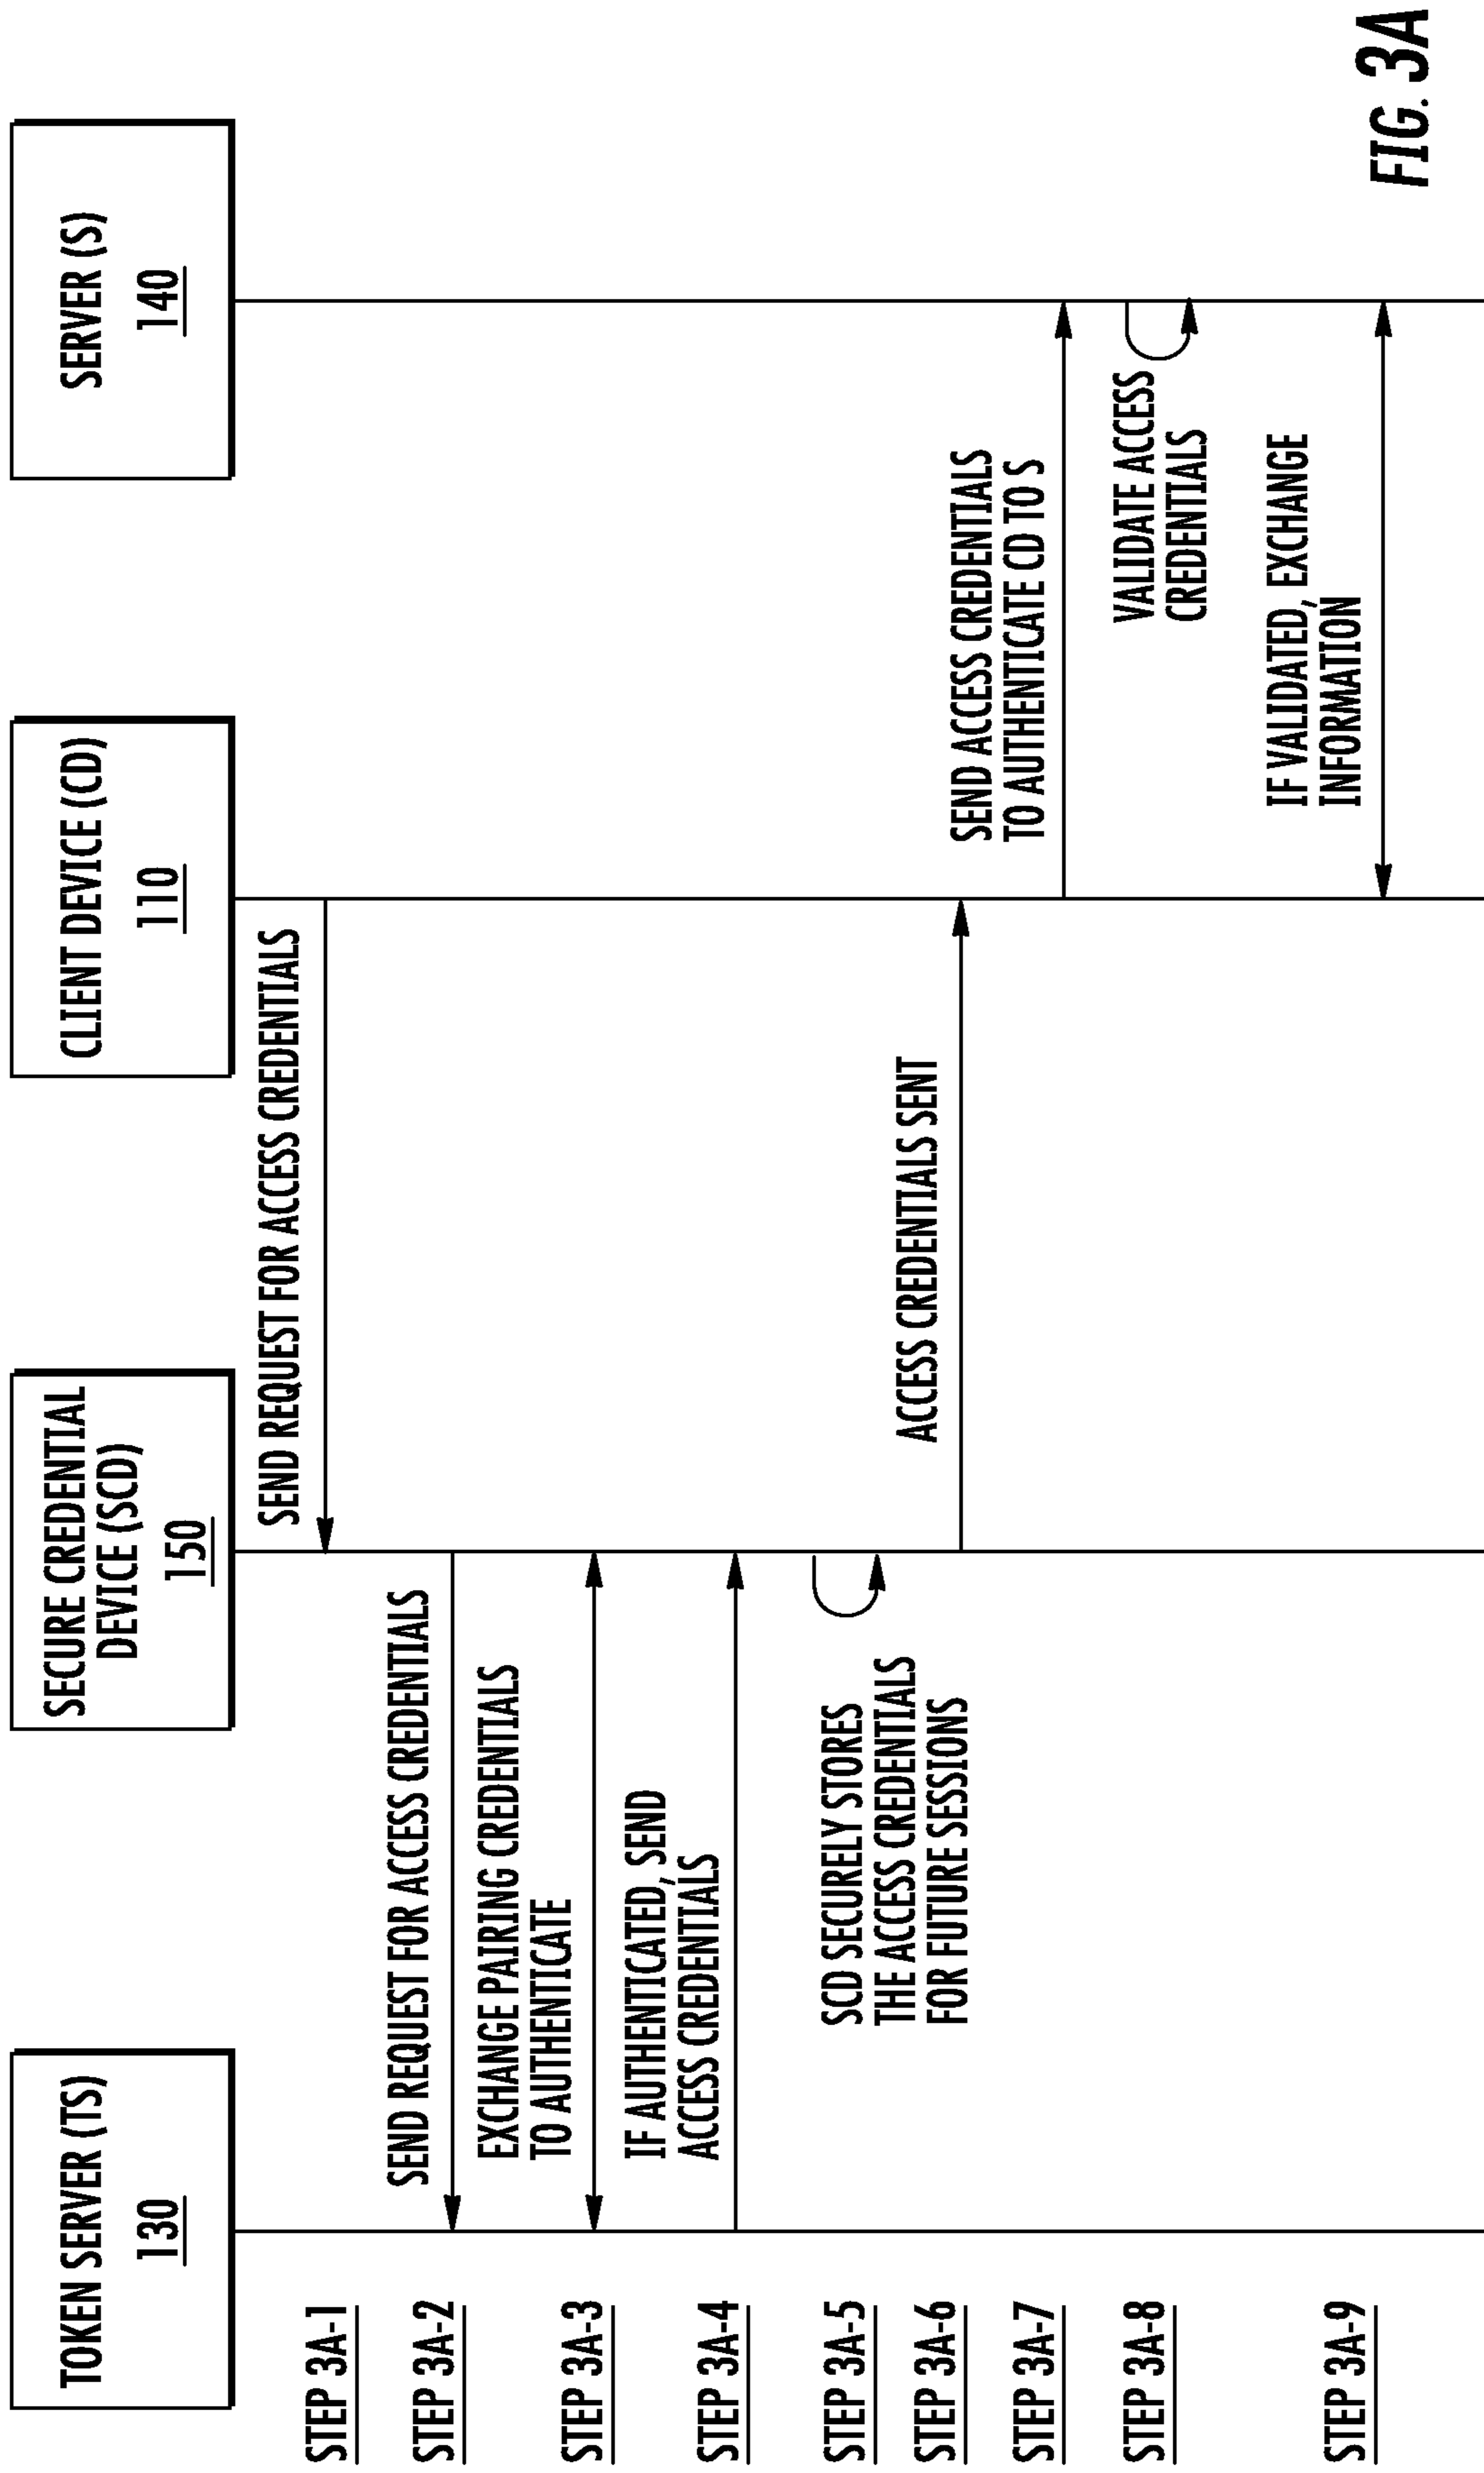 TOKEN SERVER (TS)
130
SECURE CREDENTIAL
DEVICE (SCD)
150
CLIENT DEVICE (CD)
110
SERVER (S)
140
STEP 3A-1
SEND REQUEST FOR ACCESS CREDENTIALS
STEP 3A-2
SEND REQUEST FOR ACCESS CREDENTIALS
STEP 3A-3
EXCHANGE PAIRING CREDENTIALS
TO AUTHENTICATE
STEP 3A-4
IF AUTHENTICATED, SEND
ACCESS CREDENTIALS
STEP 3A-5
SCD SECURELY STORES
THE ACCESS CREDENTIALS
FOR FUTURE SESSIONS
STEP 3A-6
ACCESS CREDENTIALS SENT
STEP 3A-7
SEND ACCESS CREDENTIALS
TO AUTHENTICATE CD TO S
STEP 3A-8
VALIDATE ACCESS
CREDENTIALS
STEP 3A-9
IF VALIDATED, EXCHANGE
INFORMATION
FIG. 3A